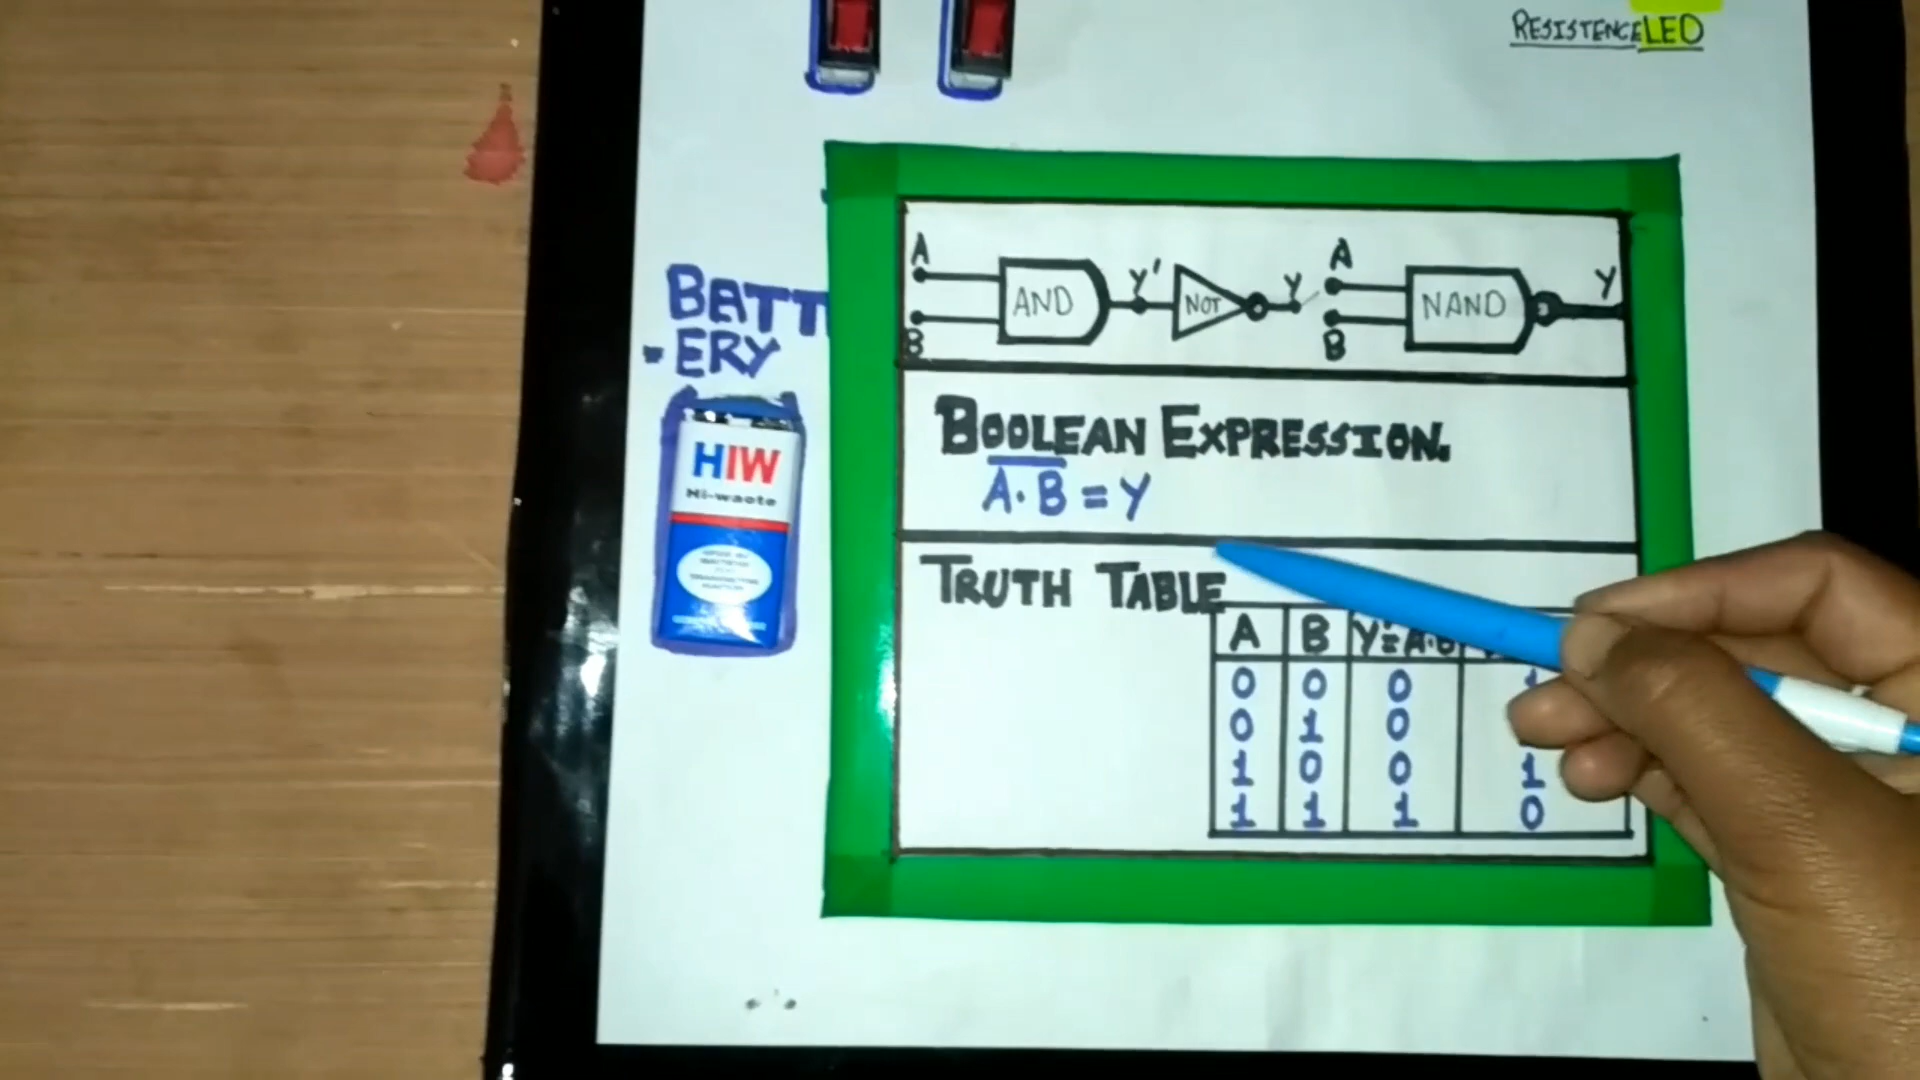 RESISTENCE LED
A
B
AND
Y'
NOT
Y
A
B
NAND
Y
BATT
-ERY
HIW
Hi-waote
BOOLEAN EXPRESSION.
A·B = Y
TRUTH TABLE
A B Y'=A·B
0 0 0 1
0 1 0
1 0 0 1
1 1 1 0